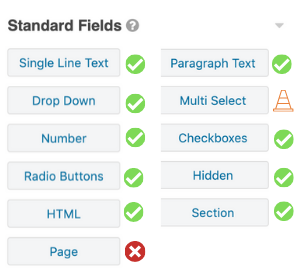 Standard Fields ?
Single Line Text
Paragraph Text
Drop Down
Multi Select
Number
Checkboxes
Radio Buttons
Hidden
HTML
Section
Page